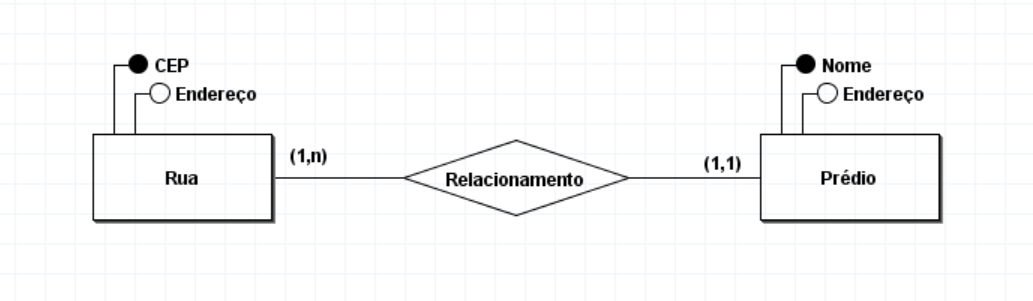 CEP
Endereço
Nome
Endereço
Rua
(1,n)
Relacionamento
(1,1)
Prédio